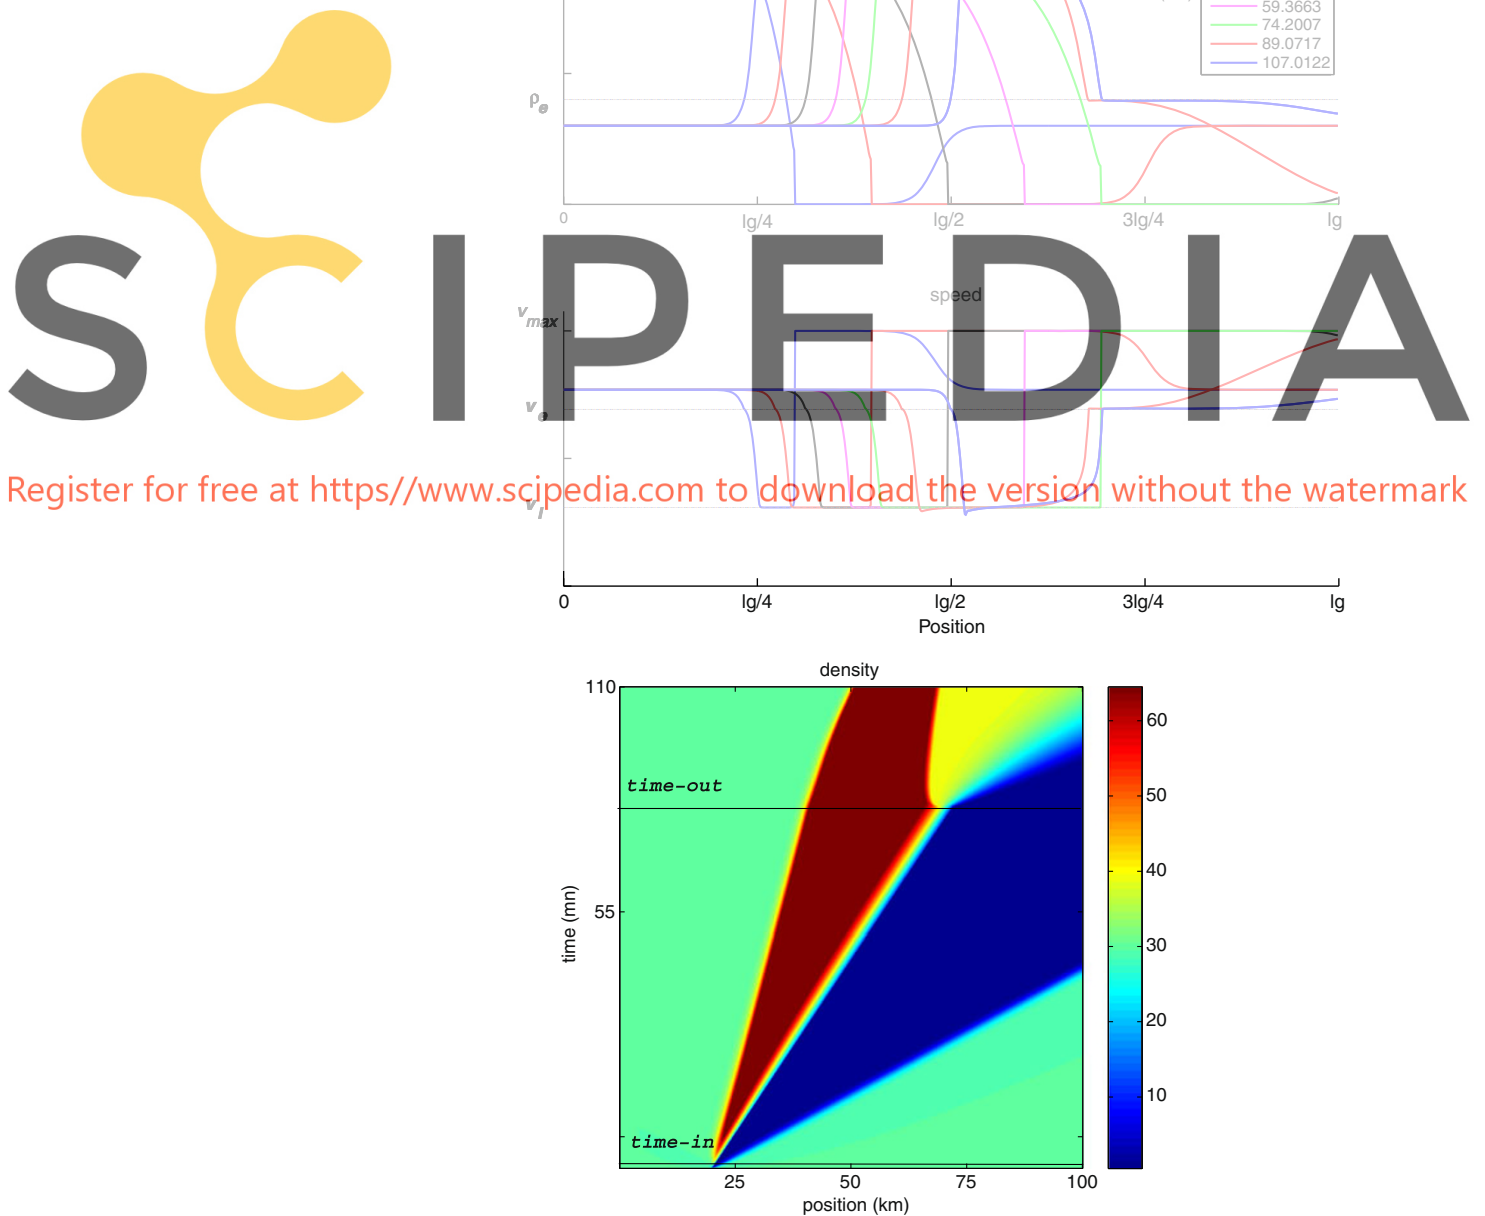 59.3663
74.2007
89.0717
107.0122
ρe
0 lg/4 lg/2 3lg/4 lg
SCIPEDIA
speed
vmax
ve
Register for free at https//www.scipedia.com to download the version without the watermark
vl
0 lg/4 lg/2 3lg/4 lg
Position
density
110
60
time-out
50
40
55
time (mn)
30
20
10
time-in
25 50 75 100
position (km)